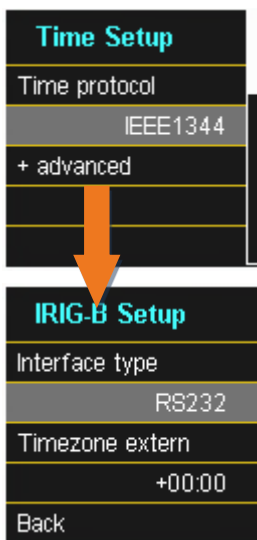 Time Setup
Time protocol
IEEE1344
+ advanced
IRIG-B Setup
Interface type
RS232
Timezone extern
+00:00
Back